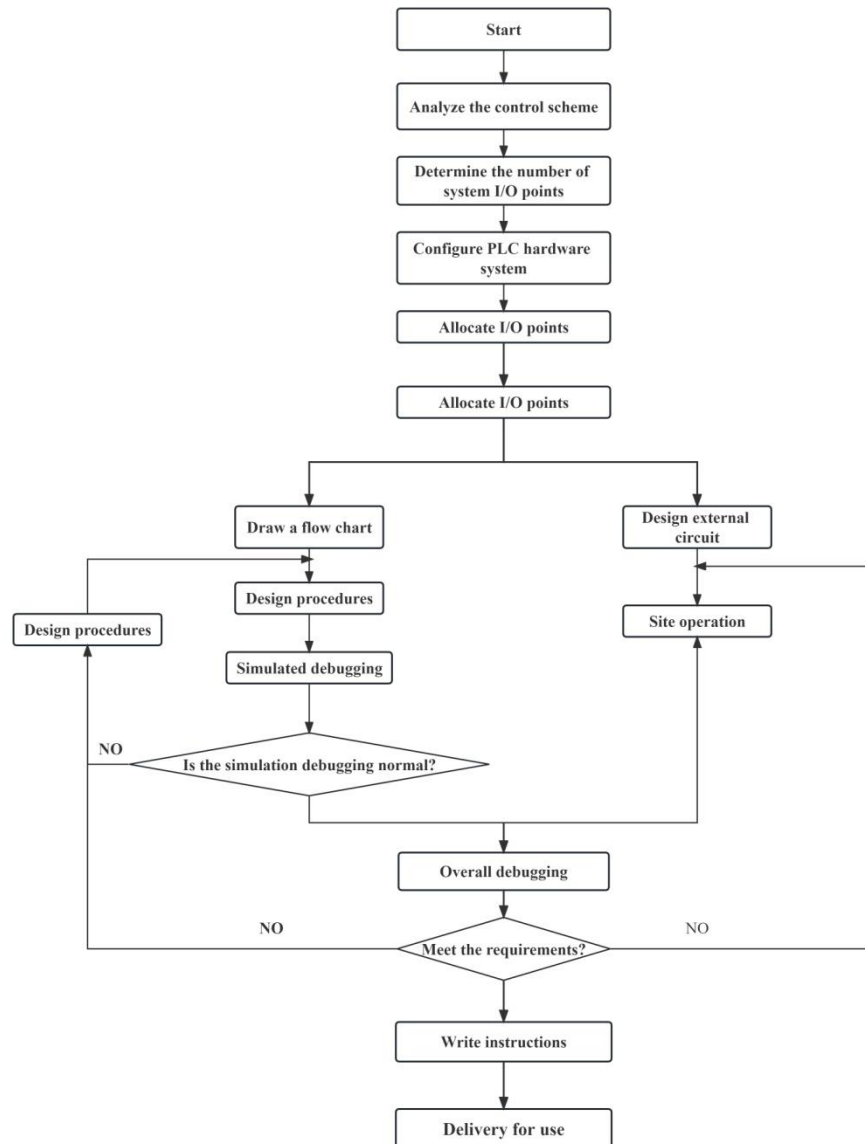 Start
Analyze the control scheme
Determine the number of
system I/O points
Configure PLC hardware
system
Allocate I/O points
Allocate I/O points
Draw a flow chart
Design external
circuit
Design procedures
Design procedures
Site operation
Simulated debugging
NO
Is the simulation debugging normal?
Overall debugging
NO
Meet the requirements?
NO
Write instructions
Delivery for use